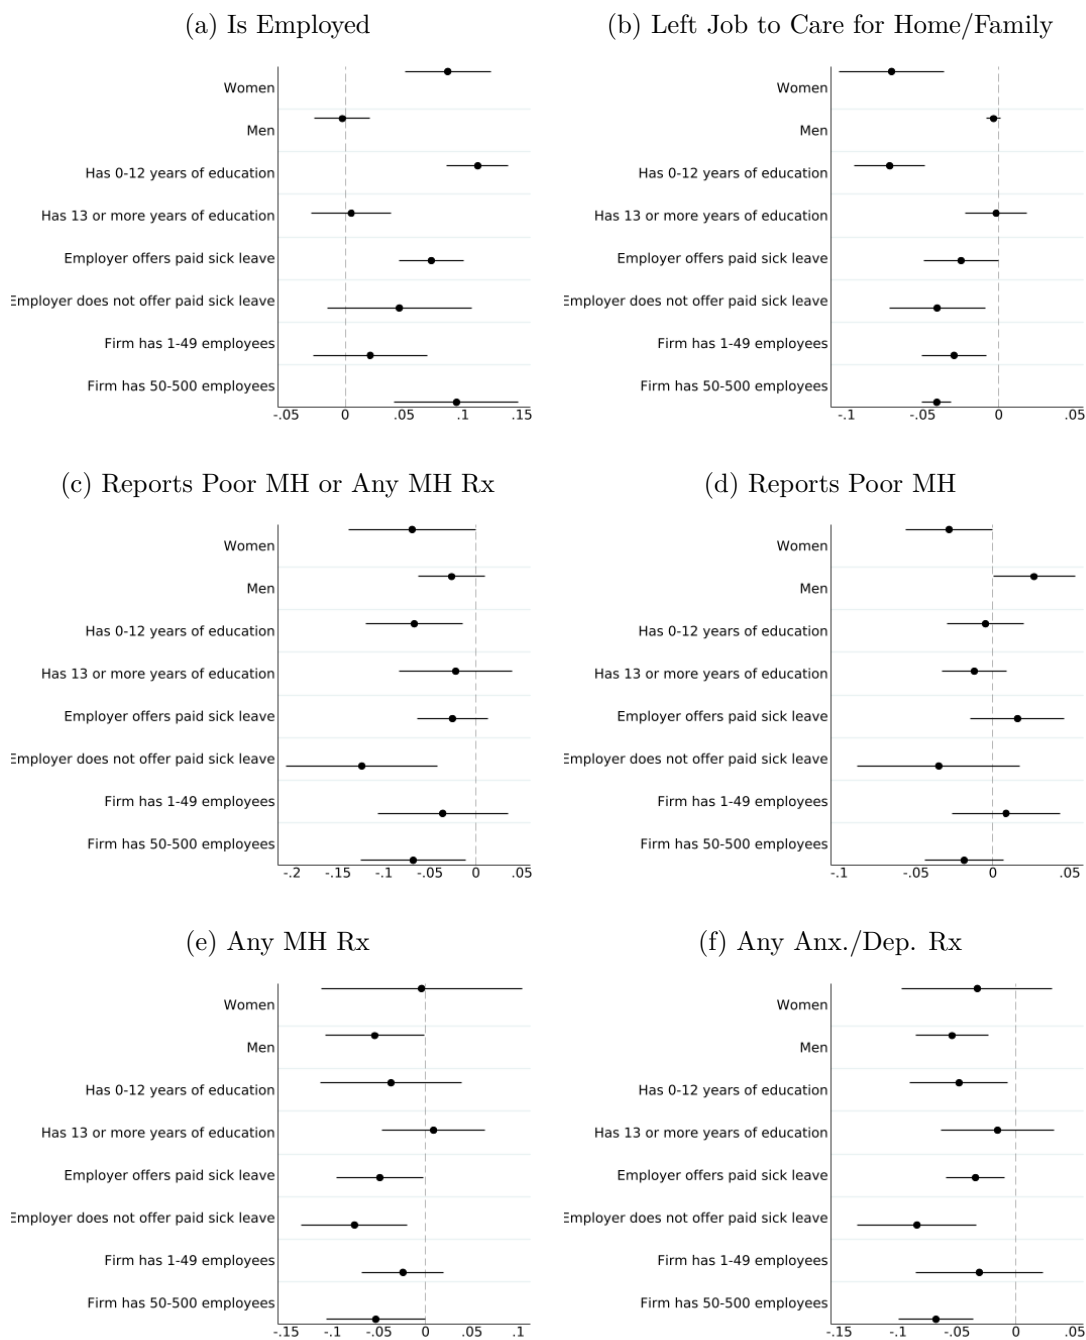 (a) Is Employed
Women
Men
Has 0-12 years of education
Has 13 or more years of education
Employer offers paid sick leave
Employer does not offer paid sick leave
Firm has 1-49 employees
Firm has 50-500 employees
-.05 0 .05 .1 .15
(b) Left Job to Care for Home/Family
Women
Men
Has 0-12 years of education
Has 13 or more years of education
Employer offers paid sick leave
Employer does not offer paid sick leave
Firm has 1-49 employees
Firm has 50-500 employees
-.1 -.05 0 .05
(c) Reports Poor MH or Any MH Rx
Women
Men
Has 0-12 years of education
Has 13 or more years of education
Employer offers paid sick leave
Employer does not offer paid sick leave
Firm has 1-49 employees
Firm has 50-500 employees
-.2 -.15 -.1 -.05 0 .05
(d) Reports Poor MH
Women
Men
Has 0-12 years of education
Has 13 or more years of education
Employer offers paid sick leave
Employer does not offer paid sick leave
Firm has 1-49 employees
Firm has 50-500 employees
-.1 -.05 0 .05
(e) Any MH Rx
Women
Men
Has 0-12 years of education
Has 13 or more years of education
Employer offers paid sick leave
Employer does not offer paid sick leave
Firm has 1-49 employees
Firm has 50-500 employees
-.15 -.1 -.05 0 .05 .1
(f) Any Anx./Dep. Rx
Women
Men
Has 0-12 years of education
Has 13 or more years of education
Employer offers paid sick leave
Employer does not offer paid sick leave
Firm has 1-49 employees
Firm has 50-500 employees
-.15 -.1 -.05 0 .05